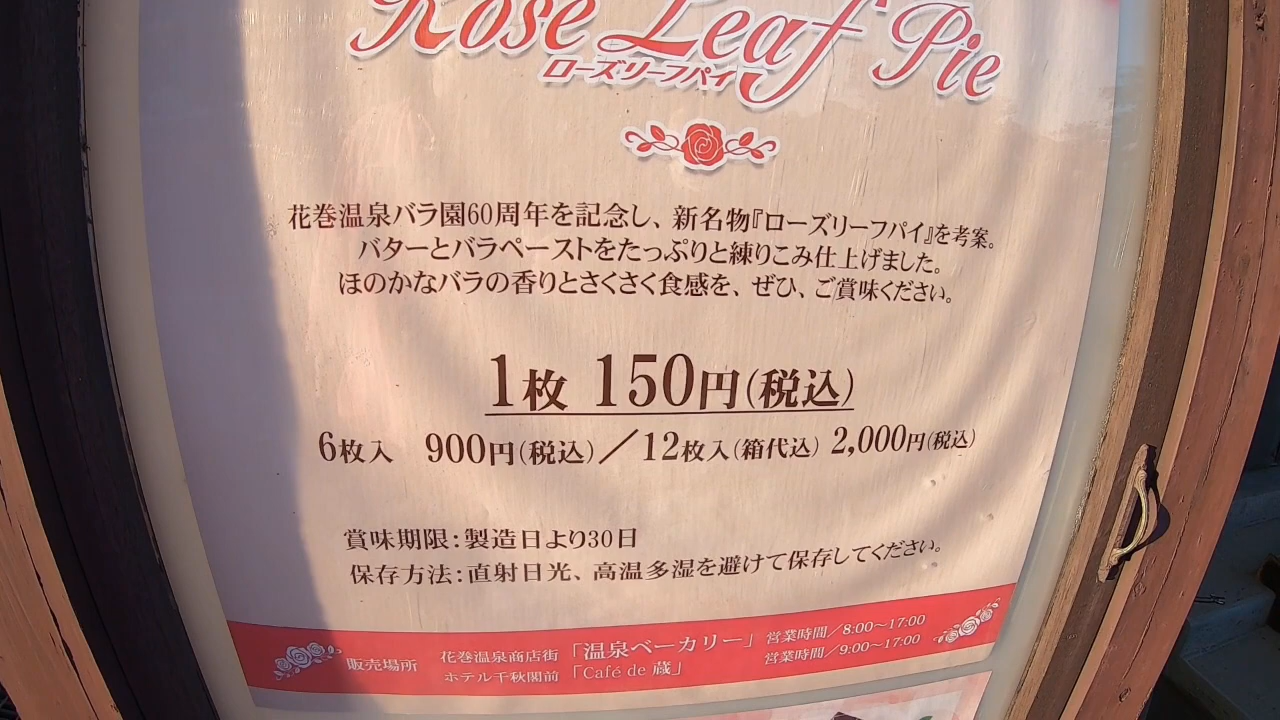 Rose Leaf Pie
ローズリーフパイ
花巻温泉バラ園60周年を記念し、新名物『ローズリーフパイ』を考案。
バターとバラペーストをたっぷりと練りこみ仕上げました。
ほのかなバラの香りとさくさく食感を、ぜひ、ご賞味ください。
1枚 150円(税込)
6枚入 900円(税込)／12枚入(箱代込) 2,000円(税込)
賞味期限：製造日より30日
保存方法：直射日光、高温多湿を避けて保存してください。
販売場所 花巻温泉商店街「温泉ベーカリー」営業時間／8:00～17:00
ホテル千秋閣前「Café de 蔵」営業時間／9:00～17:00